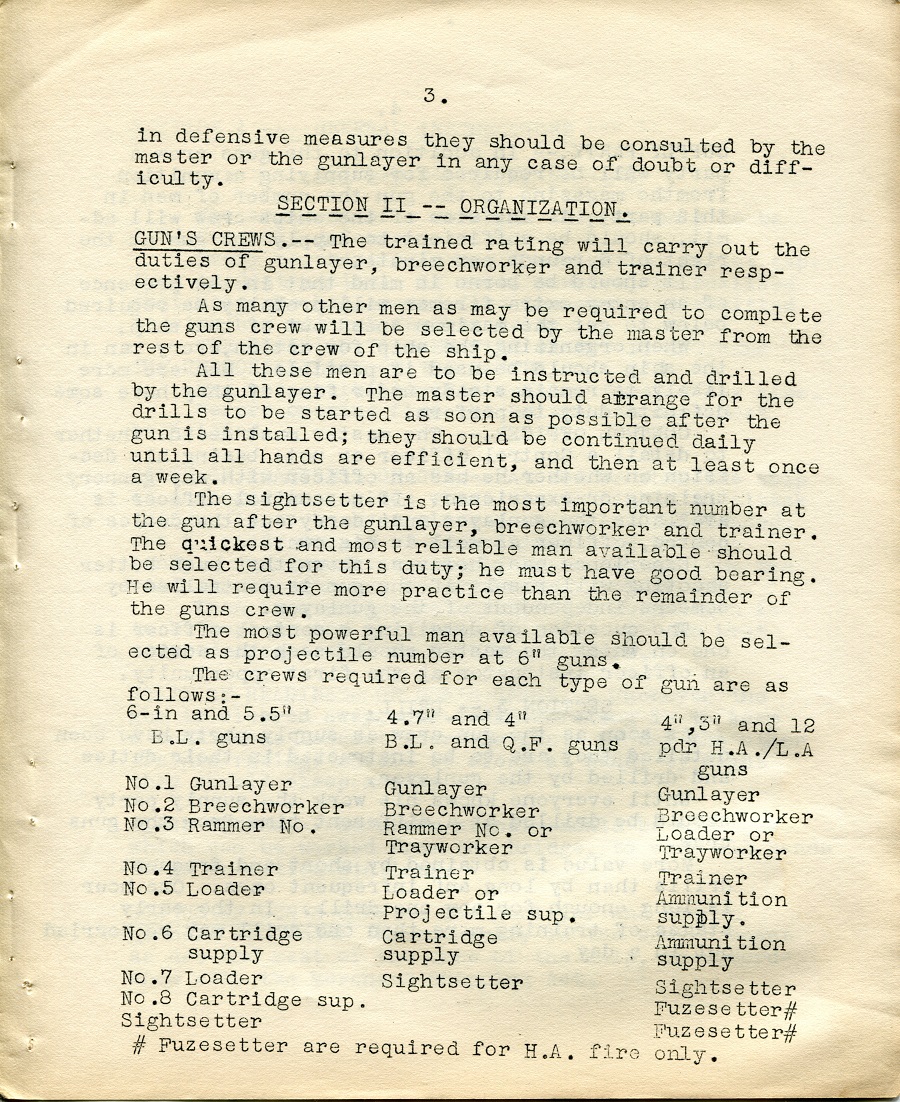 3.
in defensive measures they should be consulted by the
master or the gunlayer in any case of doubt or diff-
iculty.
SECTION II -- ORGANIZATION.
GUN'S CREWS.-- The trained rating will carry out the
duties of gunlayer, breechworker and trainer resp-
ectively.
As many other men as may be required to complete
the guns crew will be selected by the master from the
rest of the crew of the ship.
All these men are to be instructed and drilled
by the gunlayer. The master should arrange for the
drills to be started as soon as possible after the
gun is installed; they should be continued daily
until all hands are efficient, and then at least once
a week.
The sightsetter is the most important number at
the gun after the gunlayer, breechworker and trainer.
The quickest and most reliable man available should
be selected for this duty; he must have good bearing.
He will require more practice than the remainder of
the guns crew.
The most powerful man available should be sel-
ected as projectile number at 6" guns.
The crews required for each type of gun are as
follows:-
6-in and 5.5" 4.7" and 4" 4",3" and 12
B.L. guns B.L. and Q.F. guns pdr H.A./L.A
guns
No.1 Gunlayer Gunlayer Gunlayer
No.2 Breechworker Breechworker Breechworker
No.3 Rammer No. Rammer No. or Loader or
Trayworker Trayworker
No.4 Trainer Trainer Trainer
No.5 Loader Loader or Ammunition
Projectile sup. supply.
No.6 Cartridge Cartridge Ammunition
supply supply supply
No.7 Loader Sightsetter Sightsetter
No.8 Cartridge sup. Fuzesetter#
Sightsetter Fuzesetter#
# Fuzesetter are required for H.A. fire only.